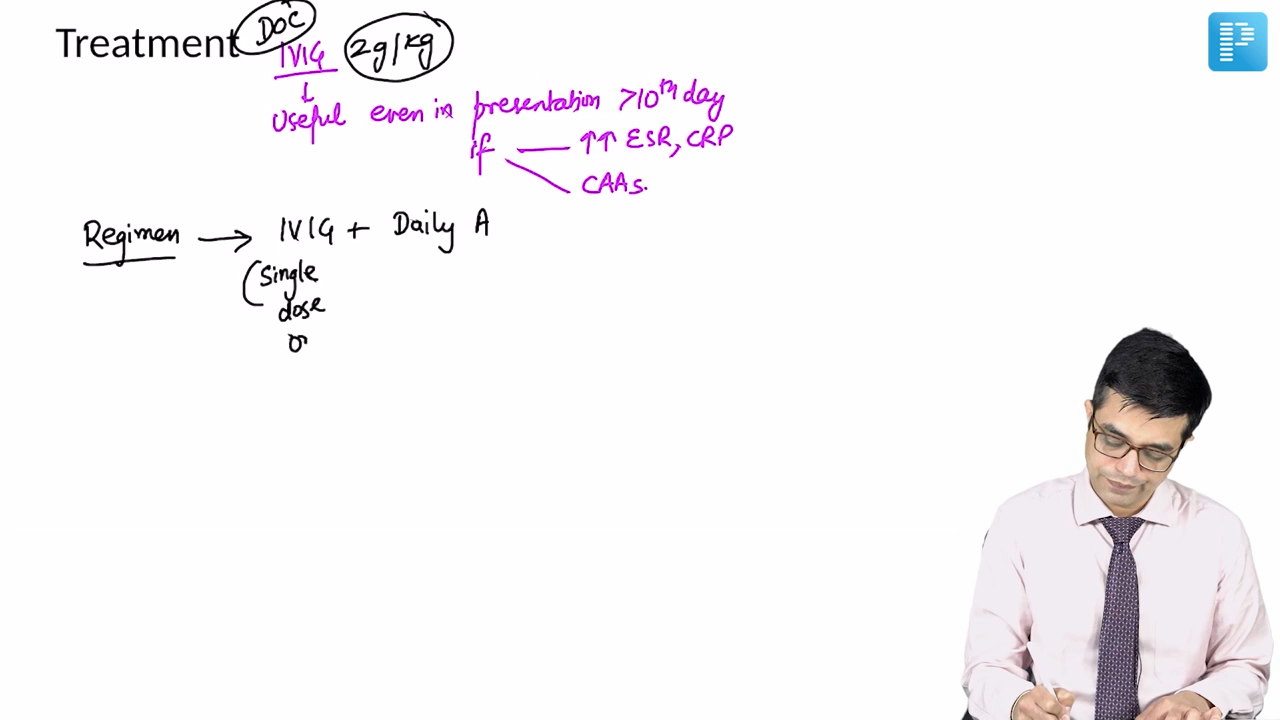 Treatment DOC
IVIG 2g/kg
↓
Useful even in presentation >10th day
if ↑↑ ESR, CRP
CAAs.
Regimen → IVIG + Daily A
(Single
dose
or